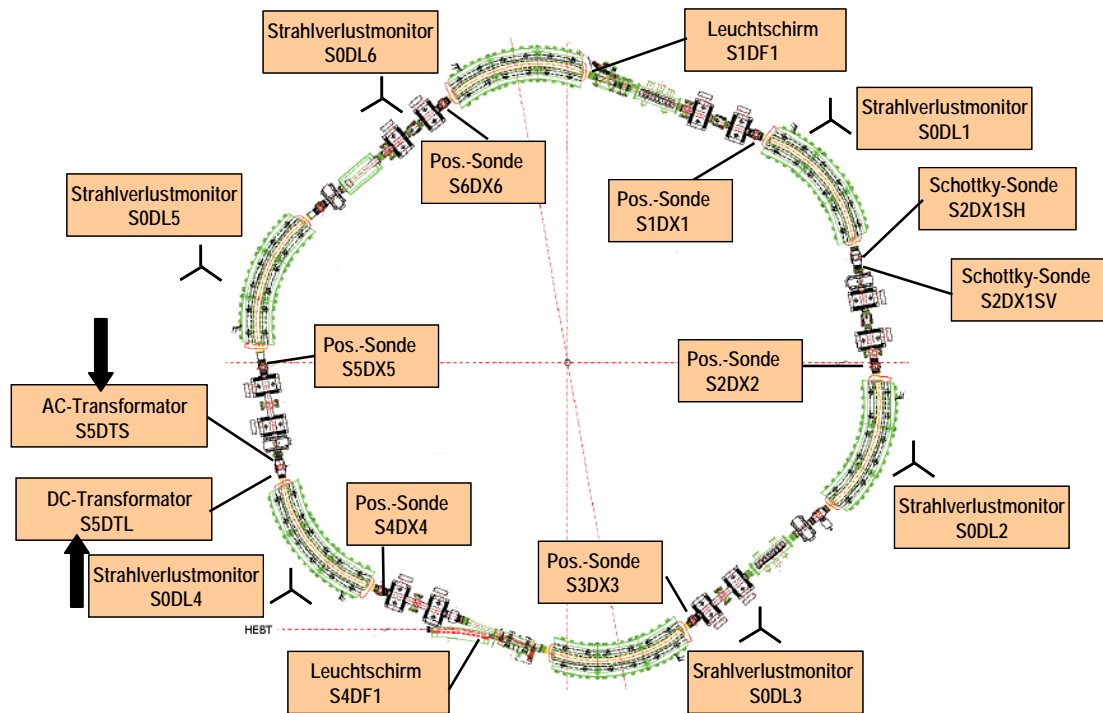 Strahlverlustmonitor
S0DL6
Leuchtschirm
S1DF1
Strahlverlustmonitor
S0DL1
Pos.-Sonde
S6DX6
Pos.-Sonde
S1DX1
Schottky-Sonde
S2DX1SH
Strahlverlustmonitor
S0DL5
Schottky-Sonde
S2DX1SV
Pos.-Sonde
S5DX5
Pos.-Sonde
S2DX2
AC-Transformator
S5DTS
DC-Transformator
S5DTL
Pos.-Sonde
S4DX4
Strahlverlustmonitor
S0DL2
Strahlverlustmonitor
S0DL4
Pos.-Sonde
S3DX3
HEBT
Leuchtschirm
S4DF1
Srahlverlustmonitor
S0DL3